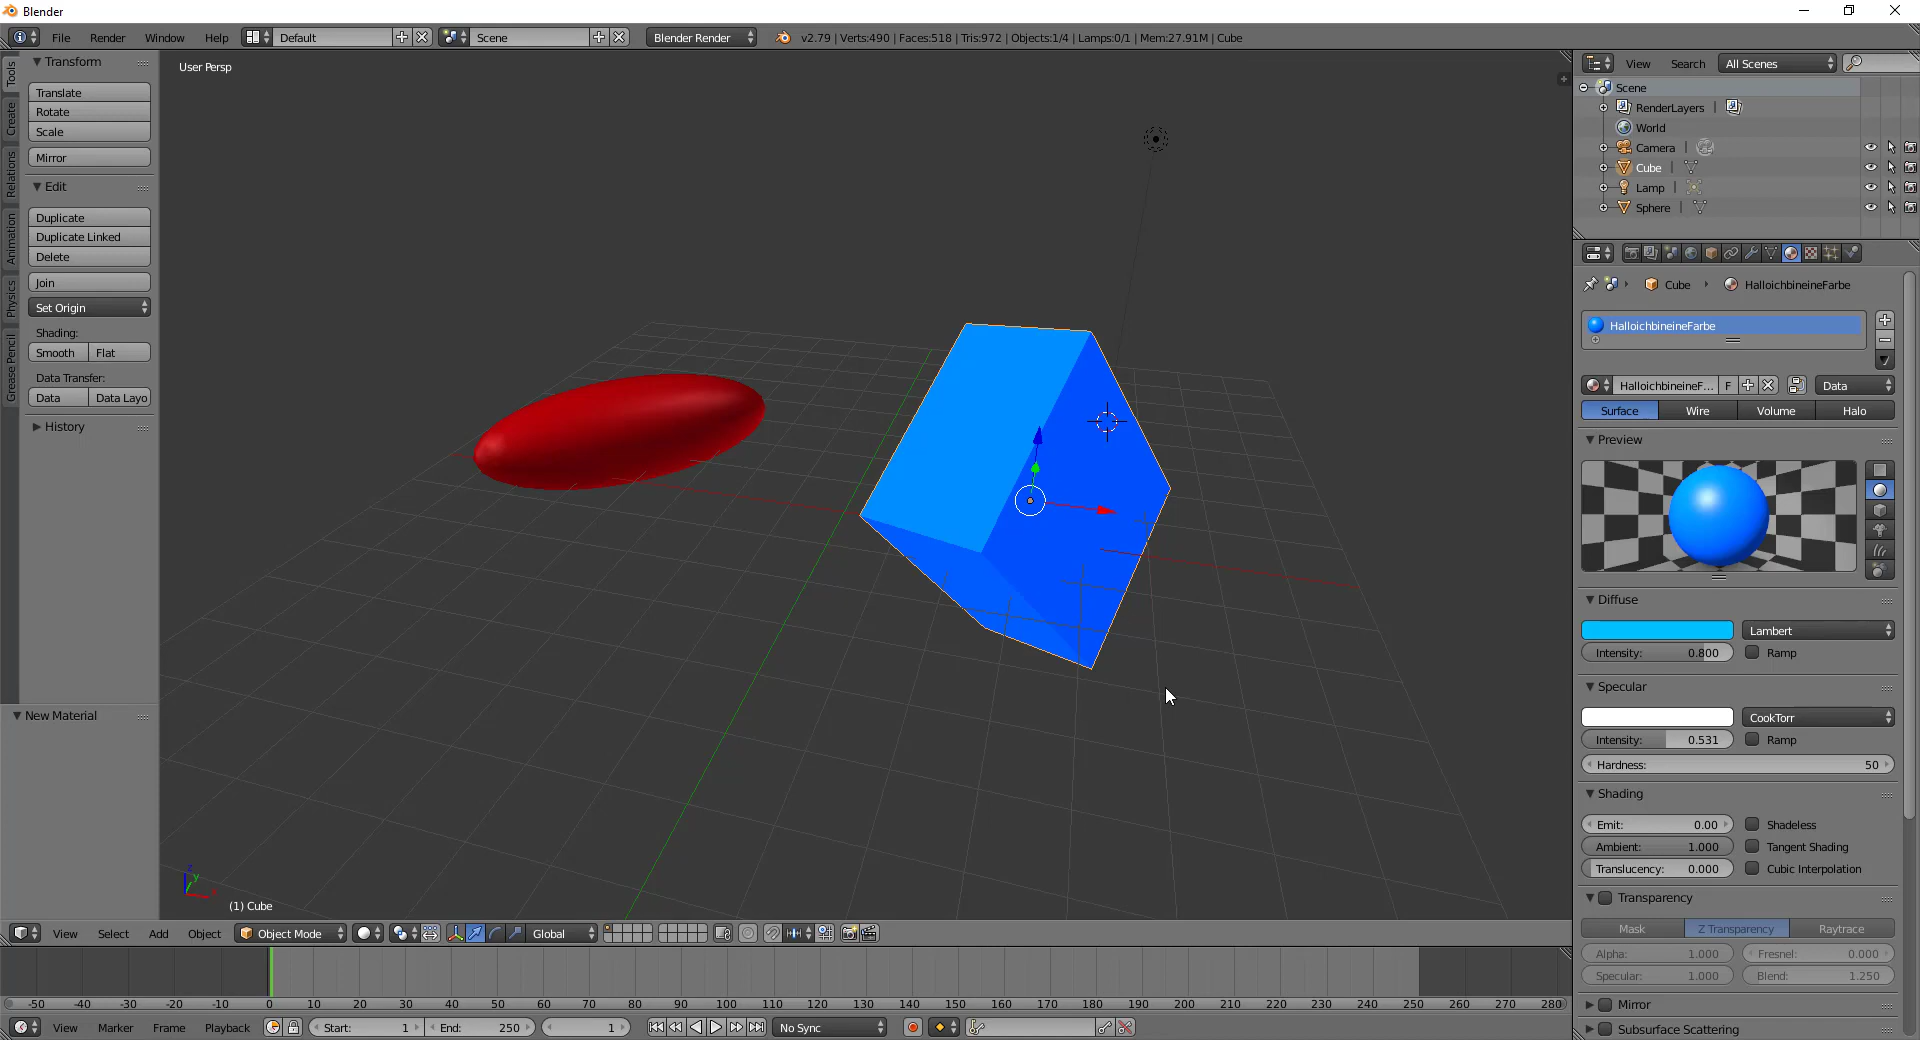 Blender
File Render Window Help Default Scene Blender Render v2.79 | Verts:490 | Faces:518 | Tris:972 | Objects:1/4 | Lamps:0/1 | Mem:27.91M | Cube
Tools
Create
Relations
Animation
Physics
Grease Pencil
Transform
Translate
Rotate
Scale
Mirror
Edit
Duplicate
Duplicate Linked
Delete
Join
Set Origin
Shading:
Smooth Flat
Data Transfer:
Data Data Layo
History
New Material
User Persp
(1) Cube
View Search All Scenes
Scene
RenderLayers
World
Camera
Cube
Lamp
Sphere
Cube HalloichbineineFarbe
HalloichbineineFarbe
HalloichbineineF... F Data
Surface Wire Volume Halo
Preview
Diffuse
Lambert
Intensity: 0.800 Ramp
Specular
CookTorr
Intensity: 0.531 Ramp
Hardness: 50
Shading
Emit: 0.00 Shadeless
Ambient: 1.000 Tangent Shading
Translucency: 0.000 Cubic Interpolation
Transparency
Mask Z Transparency Raytrace
Alpha: 1.000 Fresnel: 0.000
Specular: 1.000 Blend: 1.250
Mirror
Subsurface Scattering
View Select Add Object Object Mode Global
-50 -40 -30 -20 -10 0 10 20 30 40 50 60 70 80 90 100 110 120 130 140 150 160 170 180 190 200 210 220 230 240 250 260 270 280
View Marker Frame Playback Start: 1 End: 250 1 No Sync